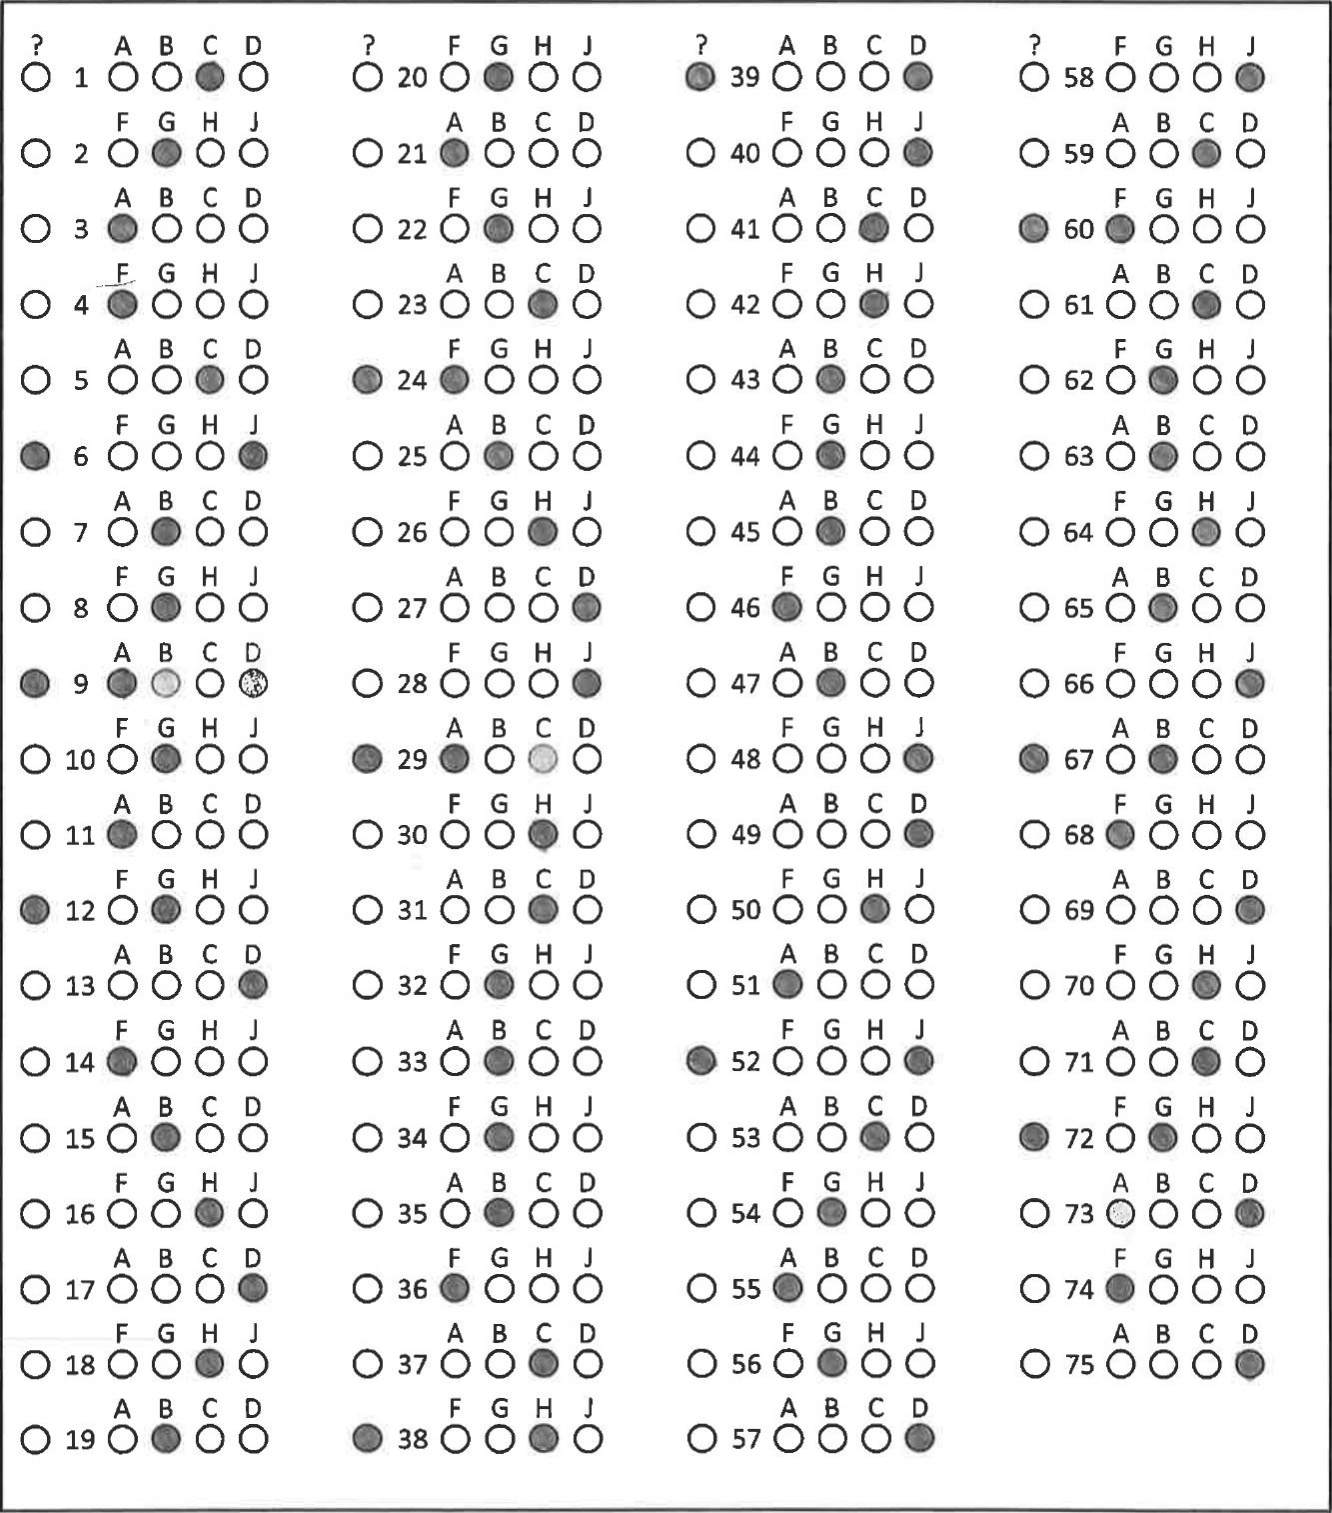 ? A B C D
1
F G H J
2
A B C D
3
F G H J
4
A B C D
5
F G H J
6
A B C D
7
F G H J
8
A B C D
9
F G H J
10
A B C D
11
F G H J
12
A B C D
13
F G H J
14
A B C D
15
F G H J
16
A B C D
17
F G H J
18
A B C D
19
? F G H J
20
A B C D
21
F G H J
22
A B C D
23
F G H J
24
A B C D
25
F G H J
26
A B C D
27
F G H J
28
A B C D
29
F G H J
30
A B C D
31
F G H J
32
A B C D
33
F G H J
34
A B C D
35
F G H J
36
A B C D
37
F G H J
38
? A B C D
39
F G H J
40
A B C D
41
F G H J
42
A B C D
43
F G H J
44
A B C D
45
F G H J
46
A B C D
47
F G H J
48
A B C D
49
F G H J
50
A B C D
51
F G H J
52
A B C D
53
F G H J
54
A B C D
55
F G H J
56
A B C D
57
? F G H J
58
A B C D
59
F G H J
60
A B C D
61
F G H J
62
A B C D
63
F G H J
64
A B C D
65
F G H J
66
A B C D
67
F G H J
68
A B C D
69
F G H J
70
A B C D
71
F G H J
72
A B C D
73
F G H J
74
A B C D
75